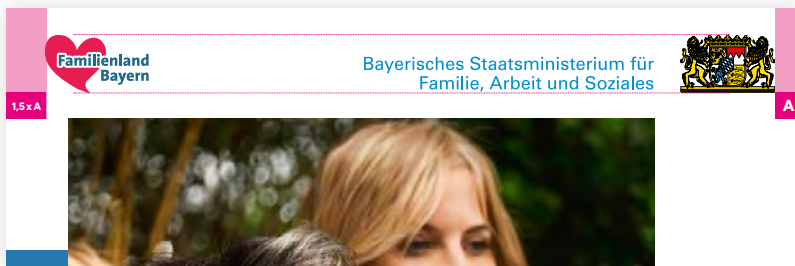 Familienland
Bayern
Bayerisches Staatsministerium für
Familie, Arbeit und Soziales
1,5 x A
A